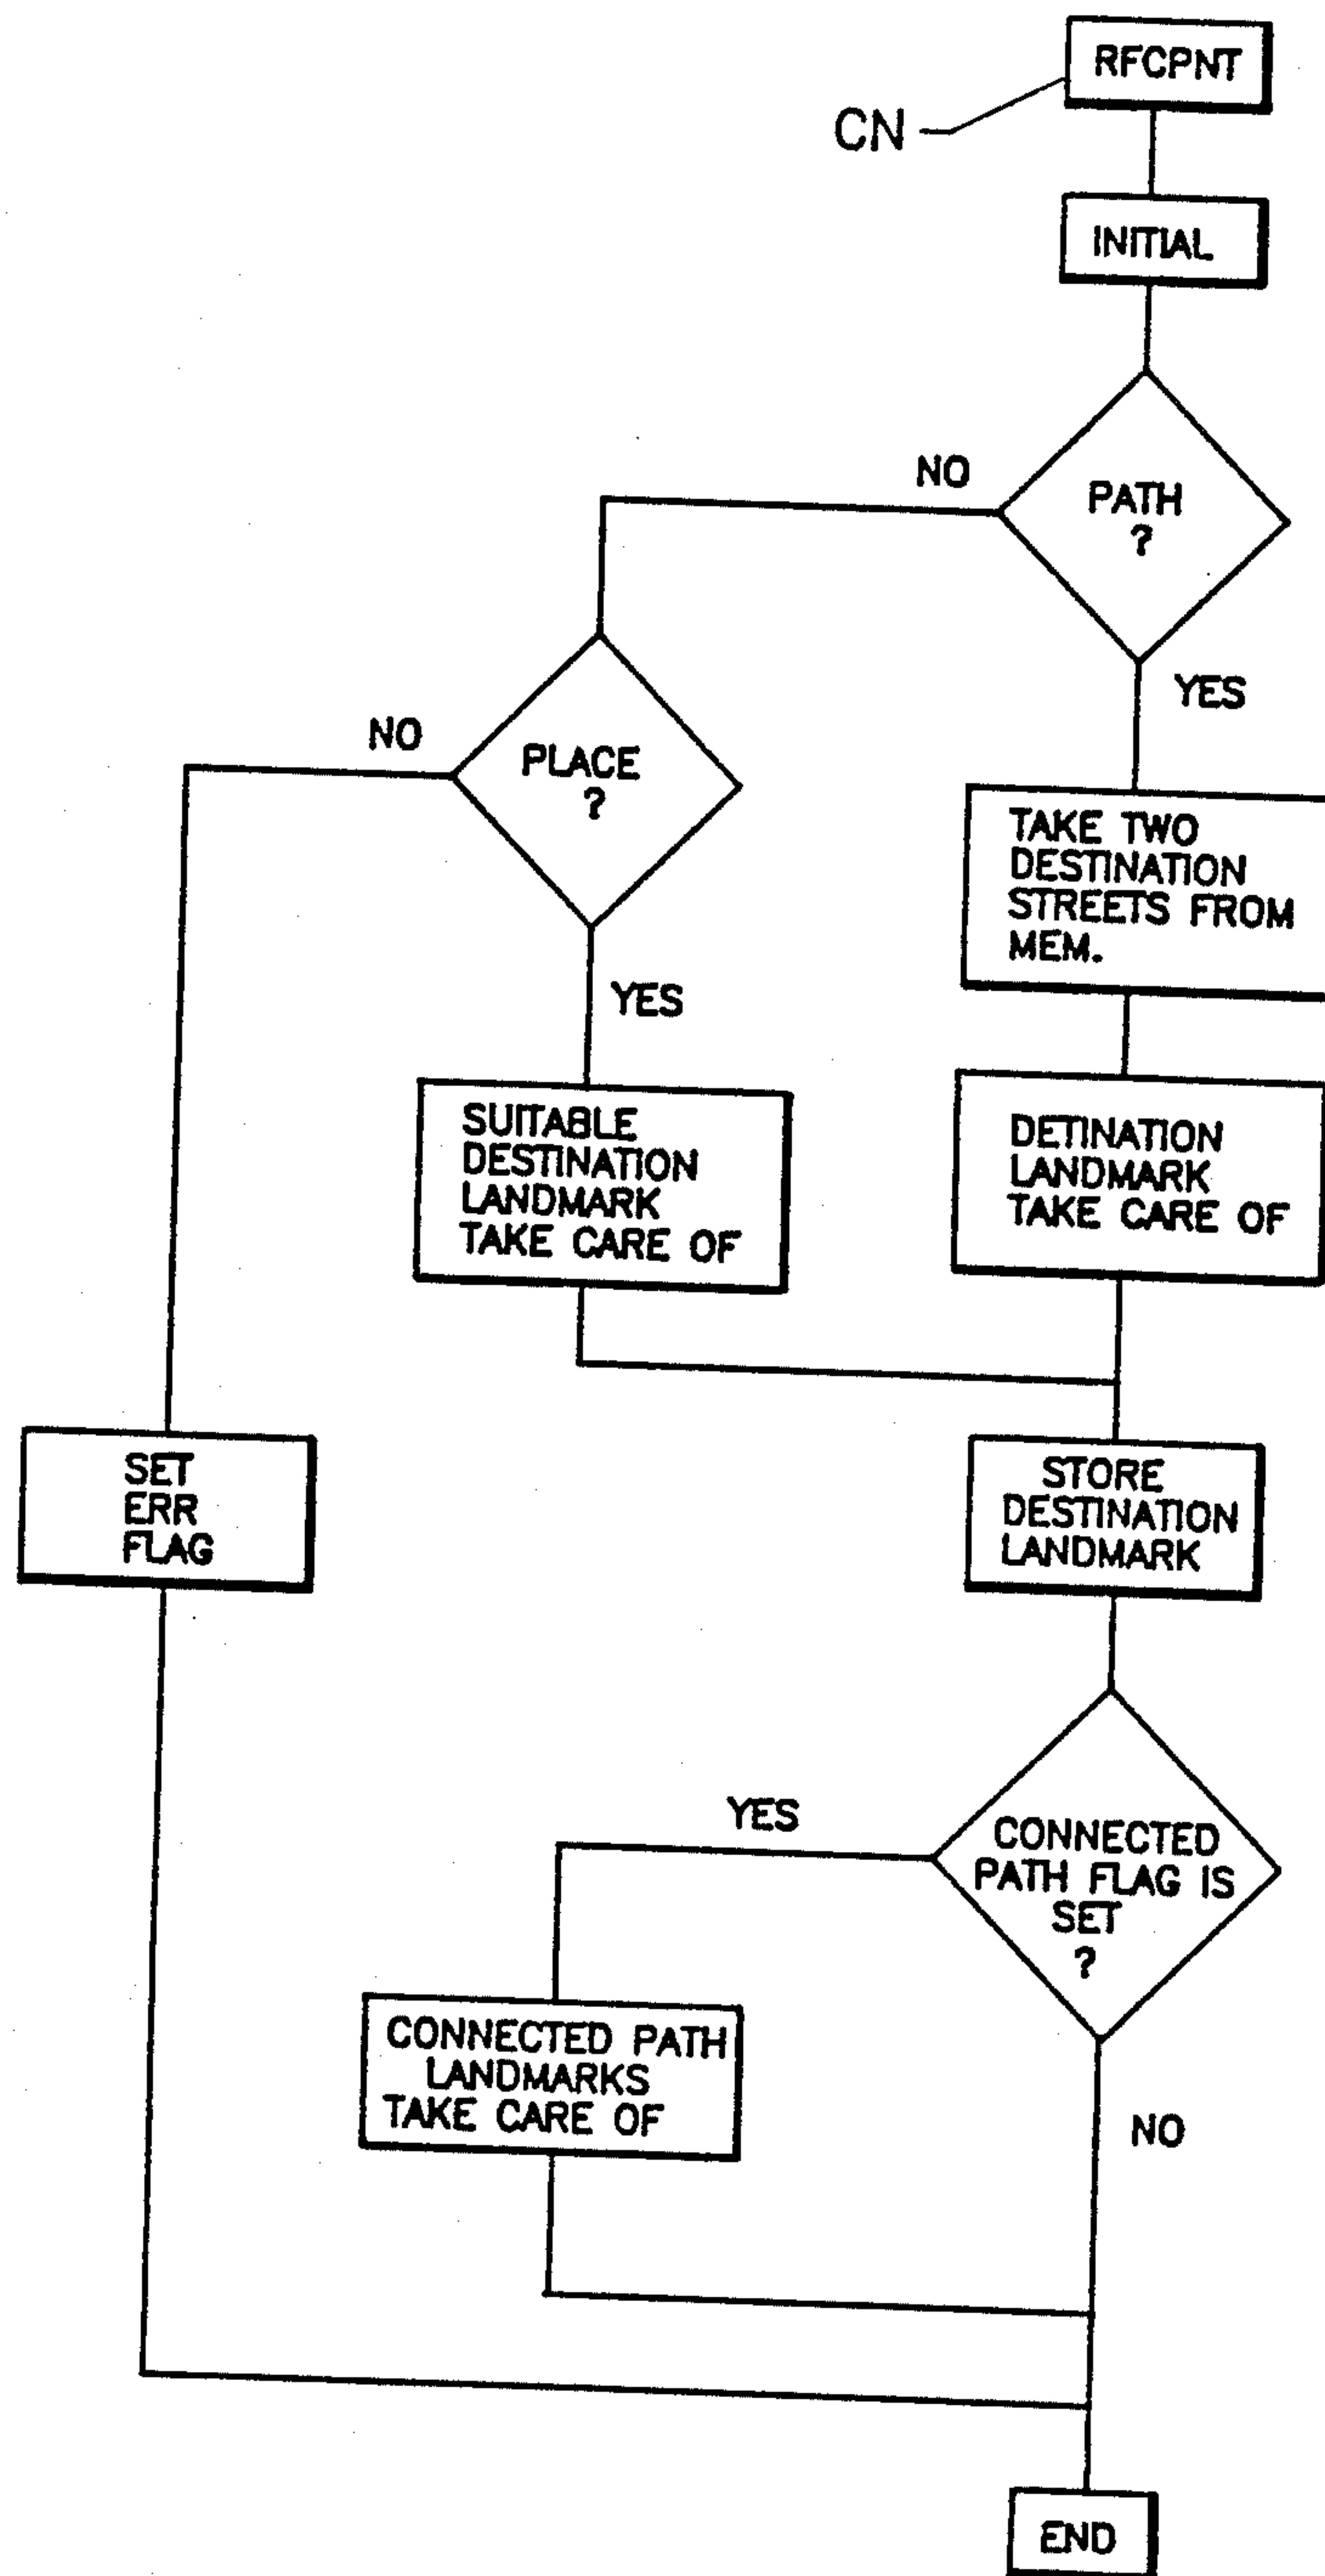 RFCPNT
CN
INITIAL
NO
PATH
?
YES
NO
PLACE
?
TAKE TWO
DESTINATION
STREETS FROM
MEM.
YES
SUITABLE
DESTINATION
LANDMARK
TAKE CARE OF
DETINATION
LANDMARK
TAKE CARE OF
SET
ERR
FLAG
STORE
DESTINATION
LANDMARK
YES
CONNECTED
PATH FLAG IS
SET
?
CONNECTED PATH
LANDMARKS
TAKE CARE OF
NO
END